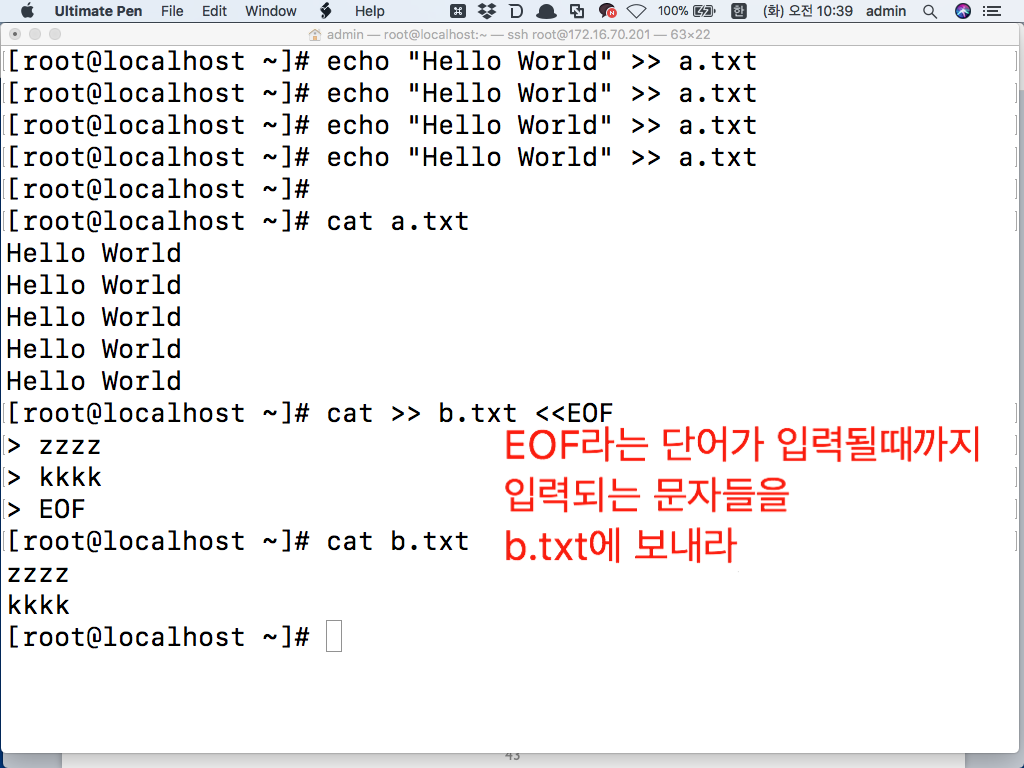 Ultimate Pen File Edit Window Help 100% 한 (화) 오전 10:39 admin
admin — root@localhost:~ — ssh root@172.16.70.201 — 63×22
[root@localhost ~]# echo "Hello World" >> a.txt
[root@localhost ~]# echo "Hello World" >> a.txt
[root@localhost ~]# echo "Hello World" >> a.txt
[root@localhost ~]# echo "Hello World" >> a.txt
[root@localhost ~]#
[root@localhost ~]# cat a.txt
Hello World
Hello World
Hello World
Hello World
Hello World
[root@localhost ~]# cat >> b.txt <<EOF
> zzzz
> kkkk
> EOF
[root@localhost ~]# cat b.txt
zzzz
kkkk
[root@localhost ~]#
EOF라는 단어가 입력될때까지
입력되는 문자들을
b.txt에 보내라
43